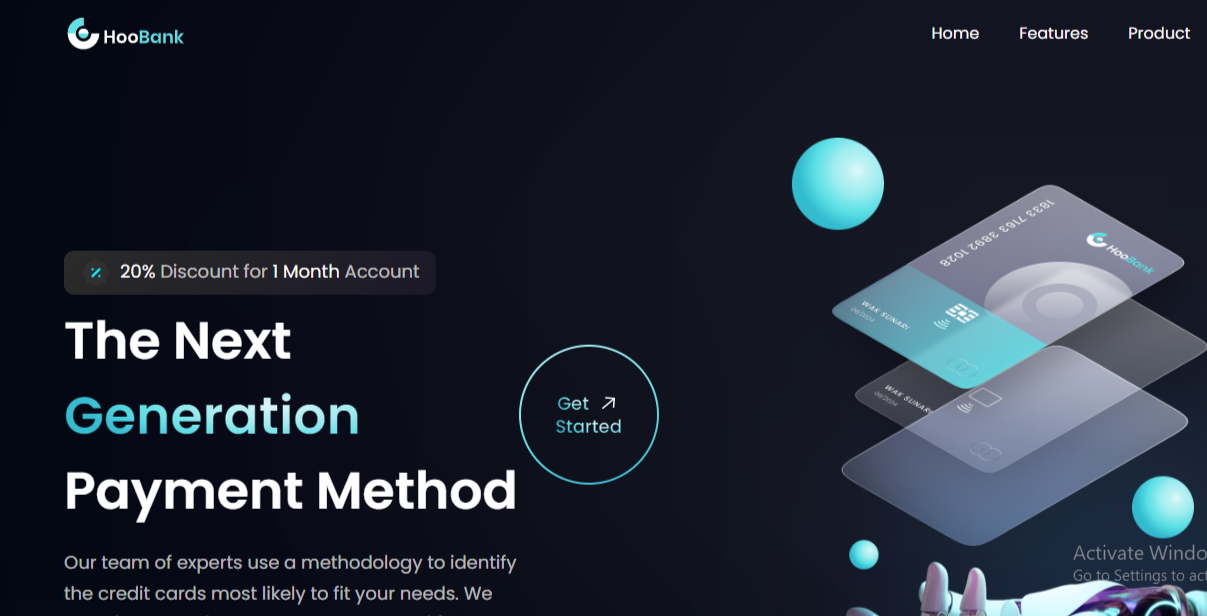 HooBank
Home Features Product
20% Discount for 1 Month Account
The Next
Generation
Payment Method
Get
Started
Our team of experts use a methodology to identify
the credit cards most likely to fit your needs. We
1833 7163 3892 1028
HooBank
WAK SUNARI
06/2024
WAK SUNARI
06/2024
Activate Windo
Go to Settings to act